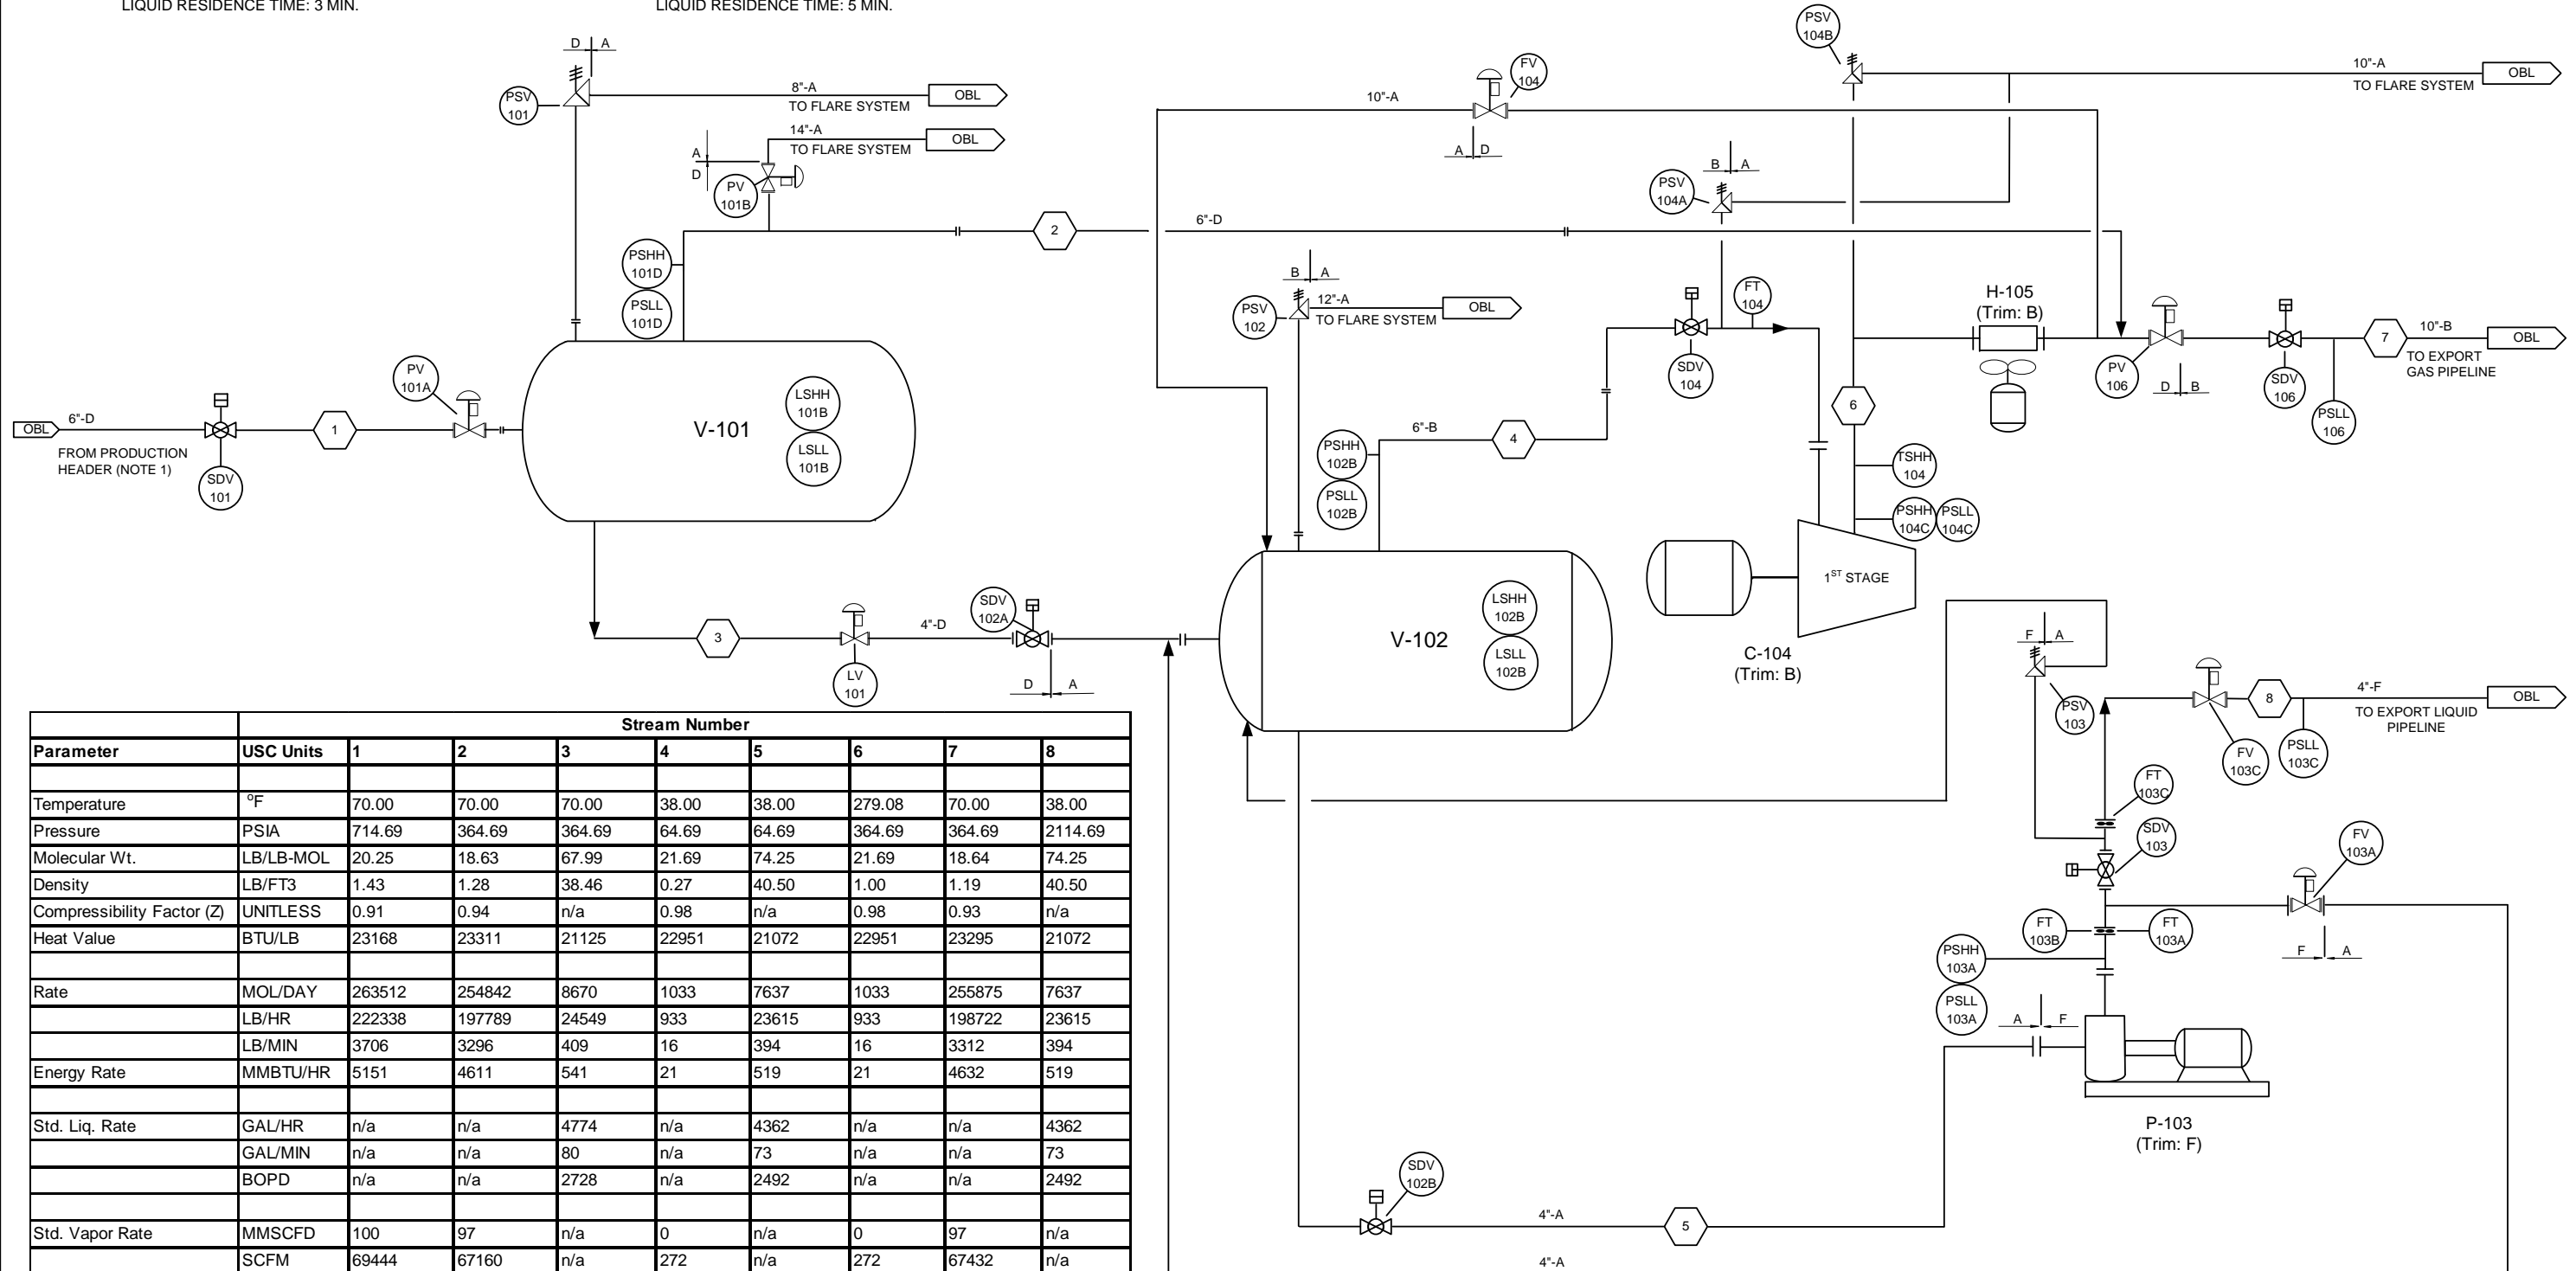 LIQUID RESIDENCE TIME: 3 MIN.
LIQUID RESIDENCE TIME: 5 MIN.
D A
PSV
101
8"-A
TO FLARE SYSTEM
OBL
14"-A
TO FLARE SYSTEM
OBL
A
D
PV
101B
PSHH
101D
PSLL
101D
2
6"-D
10"-A
FV
104
A D
PSV
104B
10"-A
TO FLARE SYSTEM
OBL
B A
PSV
104A
B A
PSV
102
12"-A
TO FLARE SYSTEM
OBL
FT
104
SDV
104
H-105
(Trim: B)
PV
106
D B
SDV
106
PSLL
106
7
10"-B
TO EXPORT
GAS PIPELINE
OBL
OBL
6"-D
FROM PRODUCTION
HEADER (NOTE 1)
SDV
101
1
PV
101A
V-101
LSHH
101B
LSLL
101B
PSHH
102B
PSLL
102B
6"-B
4
6
TSHH
104
PSHH
104C
PSLL
104C
1ST STAGE
C-104
(Trim: B)
3
LV
101
4"-D
SDV
102A
D A
V-102
LSHH
102B
LSLL
102B
F A
PSV
103
FV
103C
8
PSLL
103C
4"-F
TO EXPORT LIQUID
PIPELINE
OBL
FT
103C
SDV
103
FV
103A
F A
FT
103B
FT
103A
PSHH
103A
PSLL
103A
A F
P-103
(Trim: F)
SDV
102B
4"-A
5
4"-A
Stream Number
Parameter USC Units 1 2 3 4 5 6 7 8
Temperature °F 70.00 70.00 70.00 38.00 38.00 279.08 70.00 38.00
Pressure PSIA 714.69 364.69 364.69 64.69 64.69 364.69 364.69 2114.69
Molecular Wt. LB/LB-MOL 20.25 18.63 67.99 21.69 74.25 21.69 18.64 74.25
Density LB/FT3 1.43 1.28 38.46 0.27 40.50 1.00 1.19 40.50
Compressibility Factor (Z) UNITLESS 0.91 0.94 n/a 0.98 n/a 0.98 0.93 n/a
Heat Value BTU/LB 23168 23311 21125 22951 21072 22951 23295 21072
Rate MOL/DAY 263512 254842 8670 1033 7637 1033 255875 7637
LB/HR 222338 197789 24549 933 23615 933 198722 23615
LB/MIN 3706 3296 409 16 394 16 3312 394
Energy Rate MMBTU/HR 5151 4611 541 21 519 21 4632 519
Std. Liq. Rate GAL/HR n/a n/a 4774 n/a 4362 n/a n/a 4362
GAL/MIN n/a n/a 80 n/a 73 n/a n/a 73
BOPD n/a n/a 2728 n/a 2492 n/a n/a 2492
Std. Vapor Rate MMSCFD 100 97 n/a 0 n/a 0 97 n/a
SCFM 69444 67160 n/a 272 n/a 272 67432 n/a